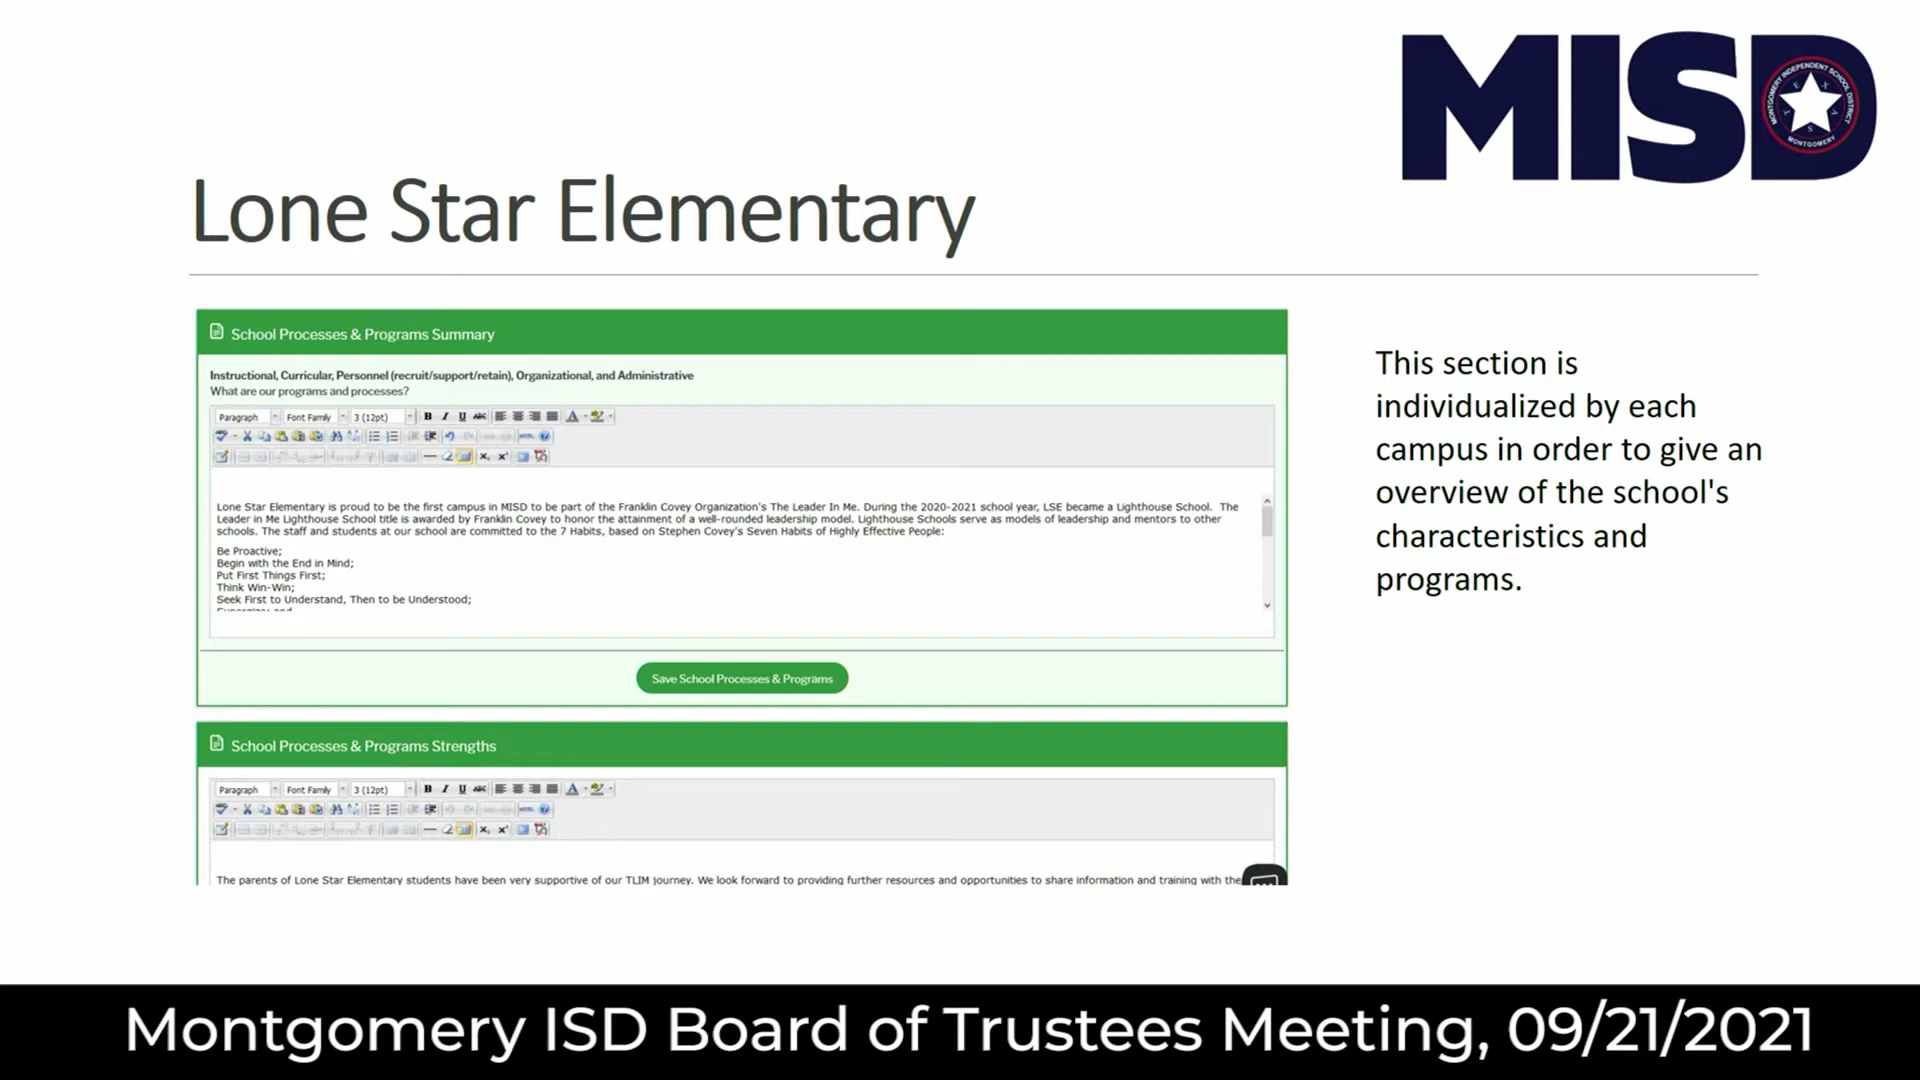 MISD
MONTGOMERY INDEPENDENT SCHOOL DISTRICT
TEXAS
MONTGOMERY
Lone Star Elementary
School Processes & Programs Summary
Instructional, Curricular, Personnel (recruit/support/retain), Organizational, and Administrative
What are our programs and processes?
Paragraph Font Family 3 (12pt) B I U ABC A
HTML
Lone Star Elementary is proud to be the first campus in MISD to be part of the Franklin Covey Organization's The Leader In Me. During the 2020-2021 school year, LSE became a Lighthouse School. The
Leader in Me Lighthouse School title is awarded by Franklin Covey to honor the attainment of a well-rounded leadership model. Lighthouse Schools serve as models of leadership and mentors to other
schools. The staff and students at our school are committed to the 7 Habits, based on Stephen Covey's Seven Habits of Highly Effective People:
Be Proactive;
Begin with the End in Mind;
Put First Things First;
Think Win-Win;
Seek First to Understand, Then to be Understood;
Save School Processes & Programs
School Processes & Programs Strengths
Paragraph Font Family 3 (12pt) B I U ABC A
HTML
The parents of Lone Star Elementary students have been very supportive of our TLIM journey. We look forward to providing further resources and opportunities to share information and training with the
This section is
individualized by each
campus in order to give an
overview of the school's
characteristics and
programs.
Montgomery ISD Board of Trustees Meeting, 09/21/2021